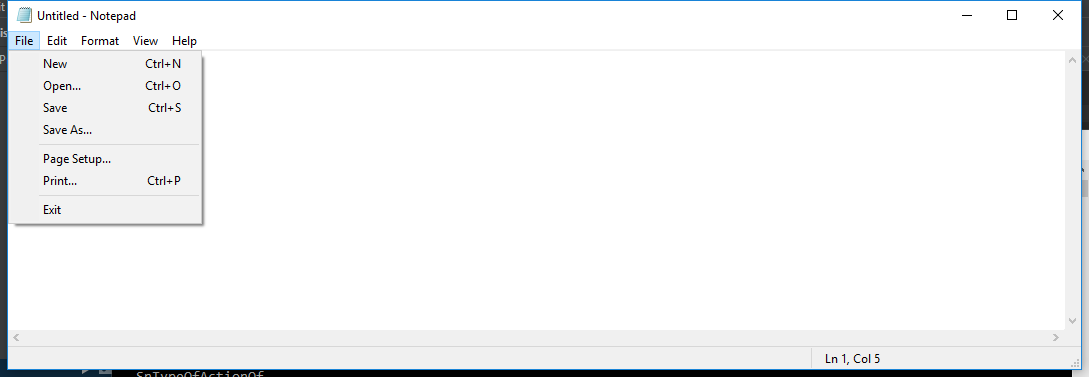 Untitled - Notepad
File Edit Format View Help
New Ctrl+N
Open... Ctrl+O
Save Ctrl+S
Save As...
Page Setup...
Print... Ctrl+P
Exit
Ln 1, Col 5